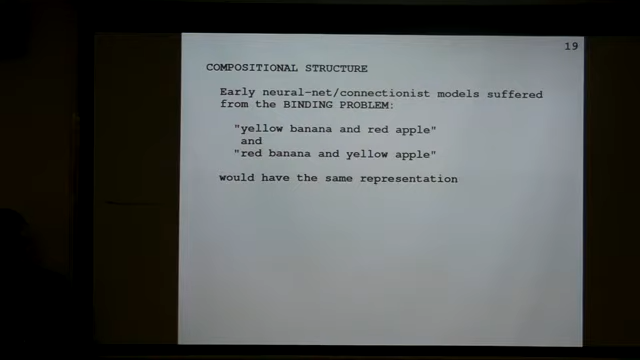 19
COMPOSITIONAL STRUCTURE
Early neural-net/connectionist models suffered
from the BINDING PROBLEM:
"yellow banana and red apple"
and
"red banana and yellow apple"
would have the same representation